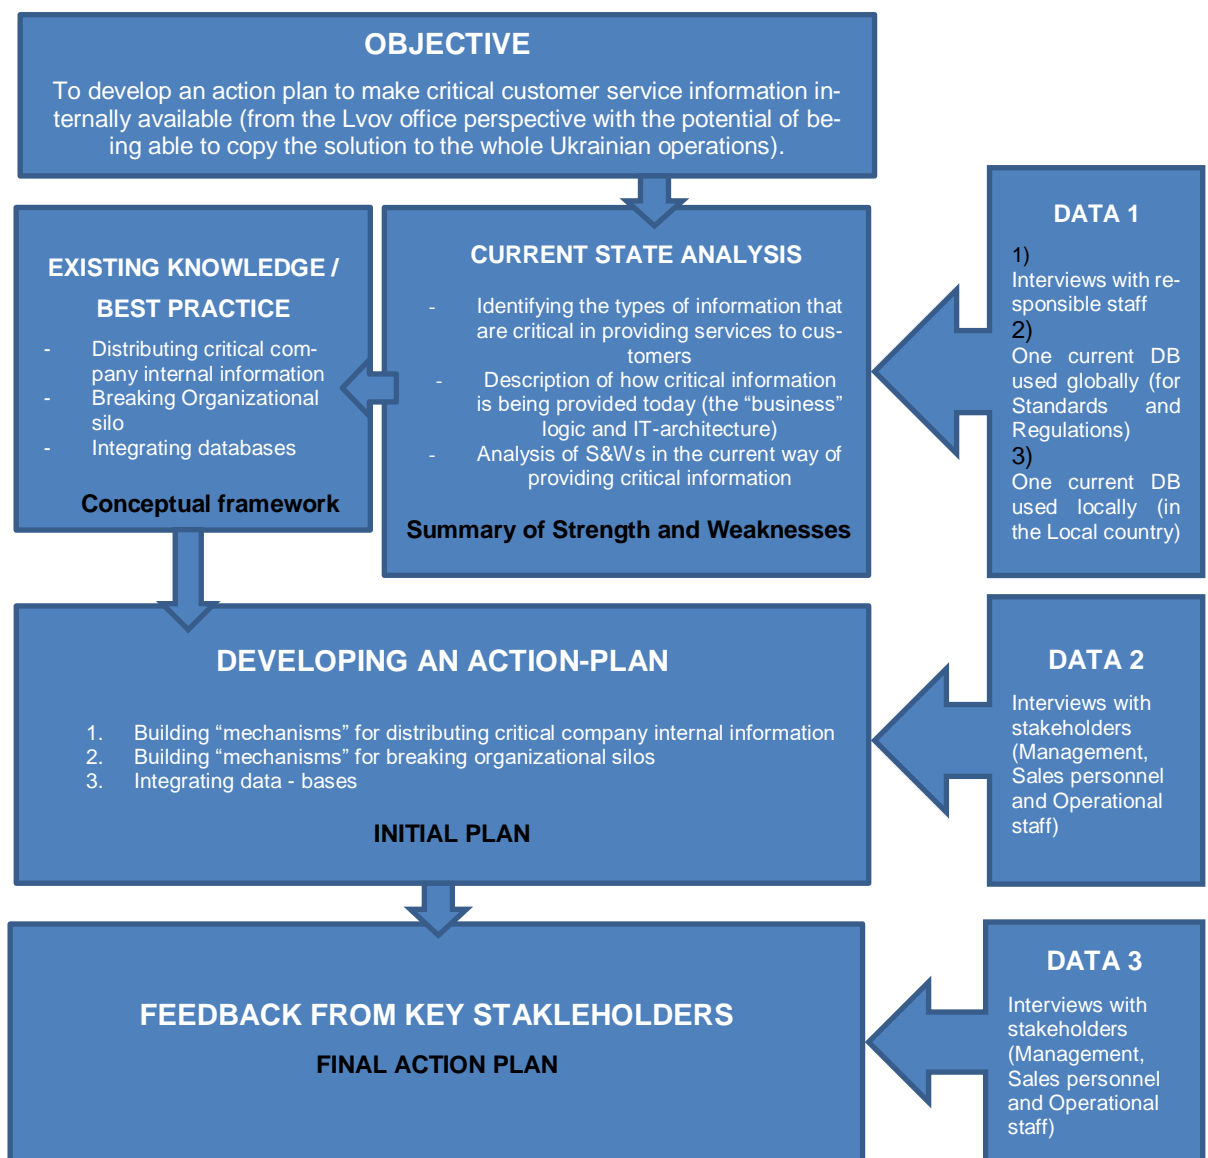 OBJECTIVE
To develop an action plan to make critical customer service information in-
ternally available (from the Lvov office perspective with the potential of be-
ing able to copy the solution to the whole Ukrainian operations).
CURRENT STATE ANALYSIS
- Identifying the types of information that
are critical in providing services to cus-
tomers
- Description of how critical information
is being provided today (the “business”
logic and IT-architecture)
- Analysis of S&Ws in the current way of
providing critical information
Summary of Strength and Weaknesses
DATA 1
1)
Interviews with re-
sponsible staff
2)
One current DB
used globally (for
Standards and
Regulations)
3)
One current DB
used locally (in
the Local country)
EXISTING KNOWLEDGE /
BEST PRACTICE
- Distributing critical com-
pany internal information
- Breaking Organizational
silo
- Integrating databases
Conceptual framework
DEVELOPING AN ACTION-PLAN
1. Building “mechanisms” for distributing critical company internal information
2. Building “mechanisms” for breaking organizational silos
3. Integrating data - bases
INITIAL PLAN
DATA 2
Interviews with
stakeholders
(Management,
Sales personnel
and Operational
staff)
FEEDBACK FROM KEY STAKLEHOLDERS
FINAL ACTION PLAN
DATA 3
Interviews with
stakeholders
(Management,
Sales personnel
and Operational
staff)